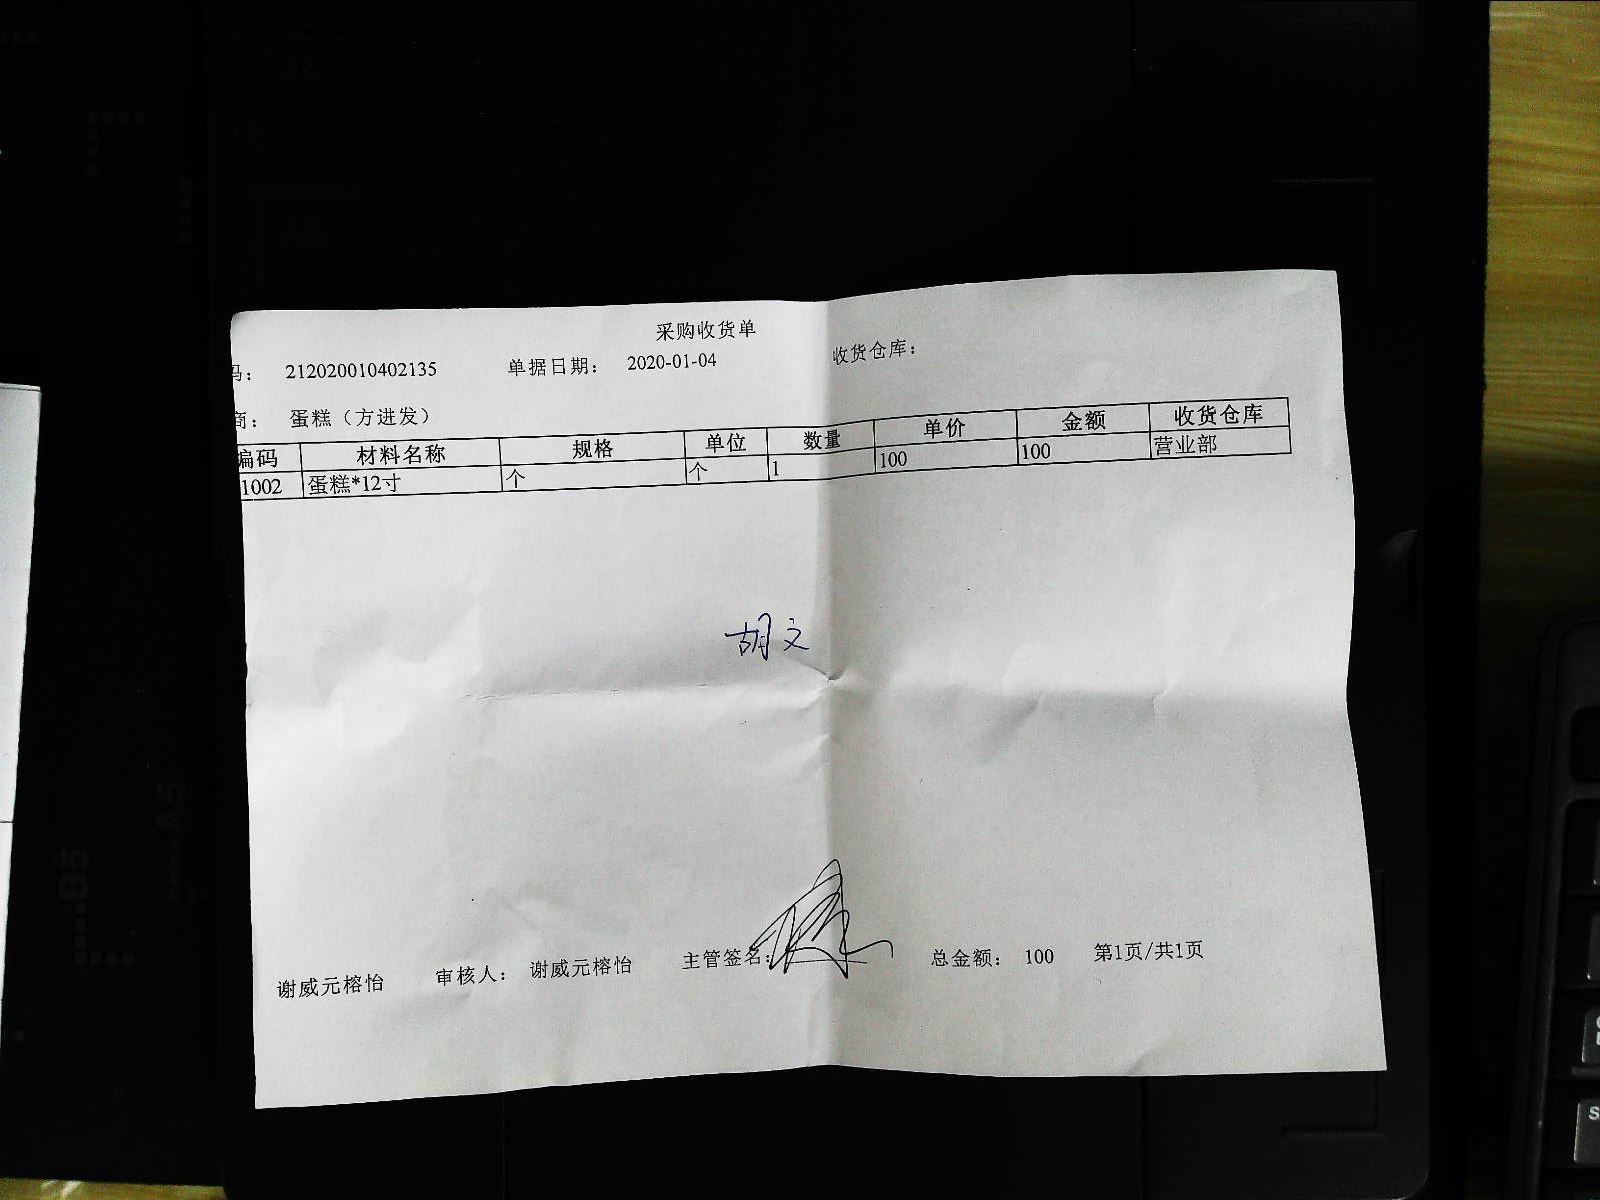 采购收货单
码： 212020010402135 单据日期： 2020-01-04 收货仓库：
商： 蛋糕（方进发）
编码 材料名称 规格 单位 数量 单价 金额 收货仓库
1002 蛋糕*12寸 个 个 1 100 100 营业部
胡文
谢威元榕怡 审核人： 谢威元榕怡 主管签名： 总金额： 100 第1页/共1页
B5
A5